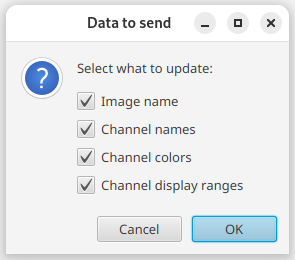 Data to send
Select what to update:
Image name
Channel names
Channel colors
Channel display ranges
Cancel OK